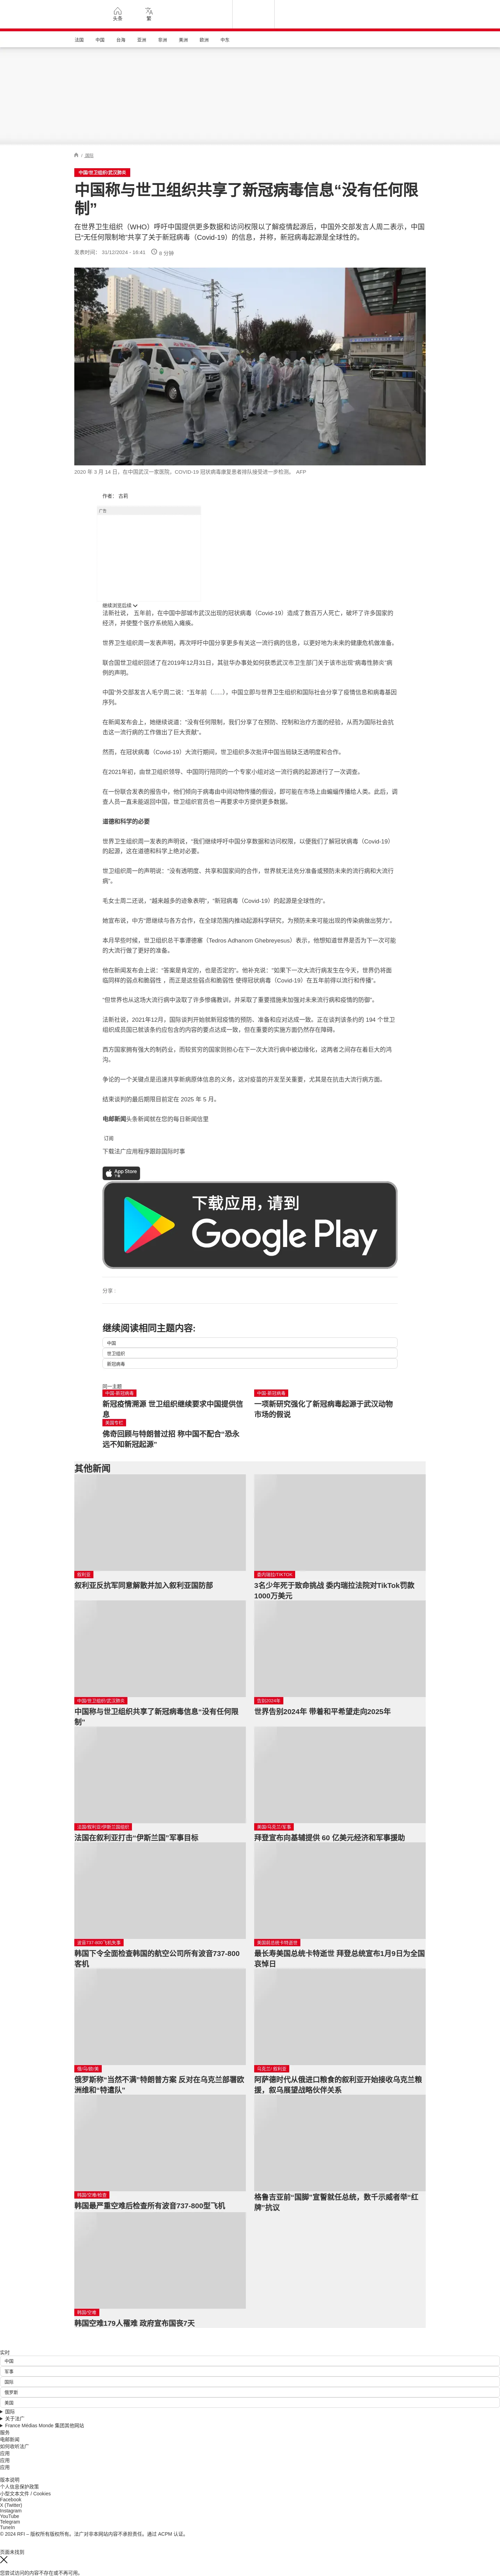 头条
繁
法国
中国
台海
亚洲
非洲
美洲
欧洲
中东
/ 国际
中国/世卫组织/武汉肺炎
中国称与世卫组织共享了新冠病毒信息“没有任何限
制”
在世界卫生组织（WHO）呼吁中国提供更多数据和访问权限以了解疫情起源后，中国外交部发言人周二表示，中国
已“无任何限制地”共享了关于新冠病毒（Covid-19）的信息，并称，新冠病毒起源是全球性的。
发表时间： 31/12/2024 - 16:41 8 分钟
2020 年 3 月 14 日，在中国武汉一家医院，COVID-19 冠状病毒康复患者排队接受进一步检测。 AFP
作者： 古莉
广告
继续浏览后续
法新社说， 五年前，在中国中部城市武汉出现的冠状病毒（Covid-19）造成了数百万人死亡，破坏了许多国家的
经济，并使整个医疗系统陷入瘫痪。
世界卫生组织周一发表声明，再次呼吁中国分享更多有关这一流行病的信息，以更好地为未来的健康危机做准备。
联合国世卫组织回述了在2019年12月31日，其驻华办事处如何获悉武汉市卫生部门关于该市出现“病毒性肺炎”病
例的声明。
中国”外交部发言人毛宁周二说：“五年前（......），中国立即与世界卫生组织和国际社会分享了疫情信息和病毒基因
序列。
在新闻发布会上，她继续说道：“没有任何限制，我们分享了在预防、控制和治疗方面的经验，从而为国际社会抗
击这一流行病的工作做出了巨大贡献”。
然而，在冠状病毒（Covid-19）大流行期间，世卫组织多次批评中国当局缺乏透明度和合作。
在2021年初，由世卫组织领导、中国同行陪同的一个专家小组对这一流行病的起源进行了一次调查。
在一份联合发表的报告中，他们倾向于病毒由中间动物传播的假设，即可能在市场上由蝙蝠传播给人类。此后，调
查人员一直未能返回中国，世卫组织官员也一再要求中方提供更多数据。
道德和科学的必要
世界卫生组织周一发表的声明说，“我们继续呼吁中国分享数据和访问权限，以便我们了解冠状病毒（Covid-19）
的起源，这在道德和科学上绝对必要。
世卫组织周一的声明说：“没有透明度、共享和国家间的合作，世界就无法充分准备或预防未来的流行病和大流行
病”。
毛女士周二还说，“越来越多的迹象表明”，“新冠病毒（Covid-19）的起源是全球性的”。
她宣布说，中方“愿继续与各方合作，在全球范围内推动起源科学研究，为预防未来可能出现的传染病做出努力”。
本月早些时候，世卫组织总干事谭德塞（Tedros Adhanom Ghebreyesus）表示，他想知道世界是否为下一次可能
的大流行做了更好的准备。
他在新闻发布会上说：“答案是肯定的，也是否定的”。他补充说：“如果下一次大流行病发生在今天，世界仍将面
临同样的弱点和脆弱性 ，而正是这些弱点和脆弱性 使得冠状病毒（Covid-19）在五年前得以流行和传播”。
“但世界也从这场大流行病中汲取了许多惨痛教训，并采取了重要措施来加强对未来流行病和疫情的防御”。
法新社说，2021年12月，国际谈判开始就新冠疫情的预防、准备和应对达成一致。正在谈判该条约的 194 个世卫
组织成员国已就该条约应包含的内容的要点达成一致，但在重要的实施方面仍然存在障碍。
西方国家拥有强大的制药业，而较贫穷的国家则担心在下一次大流行病中被边缘化，这两者之间存在着巨大的鸿
沟。
争论的一个关键点是迅速共享新病原体信息的义务，这对疫苗的开发至关重要，尤其是在抗击大流行病方面。
结束谈判的最后期限目前定在 2025 年 5 月。
电邮新闻头条新闻就在您的每日新闻信里
订阅
下载法广应用程序跟踪国际时事
App Store
下载
下载应用，请到
Google Play
分享 :
继续阅读相同主题内容:
中国
世卫组织
新冠病毒
同一主题
中国·新冠病毒
新冠疫情溯源 世卫组织继续要求中国提供信
息
中国·新冠病毒
一项新研究强化了新冠病毒起源于武汉动物
市场的假说
美国专栏
佛奇回顾与特朗普过招 称中国不配合“恐永
远不知新冠起源”
其他新闻
叙利亚
叙利亚反抗军同意解散并加入叙利亚国防部
委内瑞拉/TIKTOK
3名少年死于致命挑战 委内瑞拉法院对TikTok罚款
1000万美元
中国/世卫组织/武汉肺炎
中国称与世卫组织共享了新冠病毒信息“没有任何限
制”
告别2024年
世界告别2024年 带着和平希望走向2025年
法国/叙利亚/伊斯兰国组织
法国在叙利亚打击“伊斯兰国”军事目标
美国/乌克兰/军事
拜登宣布向基辅提供 60 亿美元经济和军事援助
波音737-800飞机失事
韩国下令全面检查韩国的航空公司所有波音737-800
客机
美国前总统卡特逝世
最长寿美国总统卡特逝世 拜登总统宣布1月9日为全国
哀悼日
俄/乌/欧/美
俄罗斯称“当然不满”特朗普方案 反对在乌克兰部署欧
洲维和“特遣队”
乌克兰/ 叙利亚
阿萨德时代从俄进口粮食的叙利亚开始接收乌克兰粮
援，叙乌展望战略伙伴关系
韩国/空难/检查
韩国最严重空难后检查所有波音737-800型飞机
格鲁吉亚前“国脚”宣誓就任总统，数千示威者举“红
牌”抗议
韩国/空难
韩国空难179人罹难 政府宣布国丧7天
实时
中国
军事
国际
俄罗斯
美国
国际
关于法广
France Médias Monde 集团其他网站
服务
电邮新闻
如何收听法广
应用
应用
应用
版本说明
个人信息保护政策
小型文本文件 / Cookies
Facebook
X (Twitter)
Instagram
YouTube
Telegram
TuneIn
© 2024 RFI – 版权所有版权所有。法广对非本网站内容不承担责任。通过 ACPM 认证。
页面未找到
您尝试访问的内容不存在或不再可用。